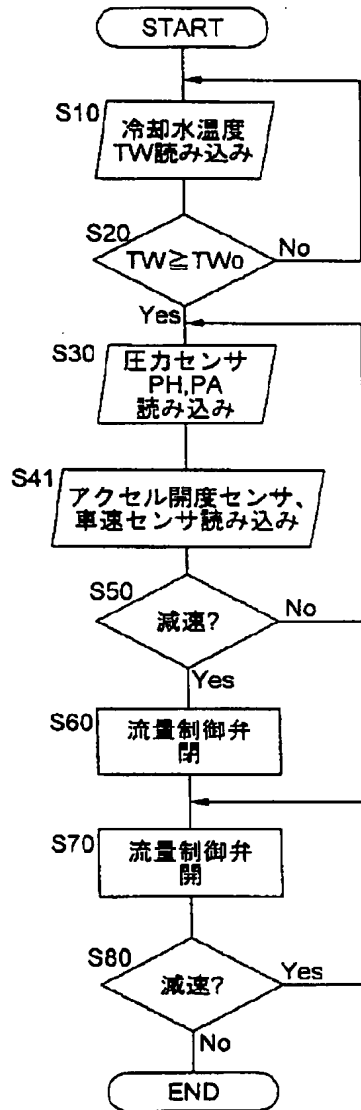 START
S10
冷却水温度
TW読み込み
S20
TW≧TWo
No
Yes
S30
圧力センサ
PH,PA
読み込み
S41
アクセル開度センサ、
車速センサ読み込み
S50
減速?
No
Yes
S60
流量制御弁
閉
S70
流量制御弁
開
S80
減速?
Yes
No
END